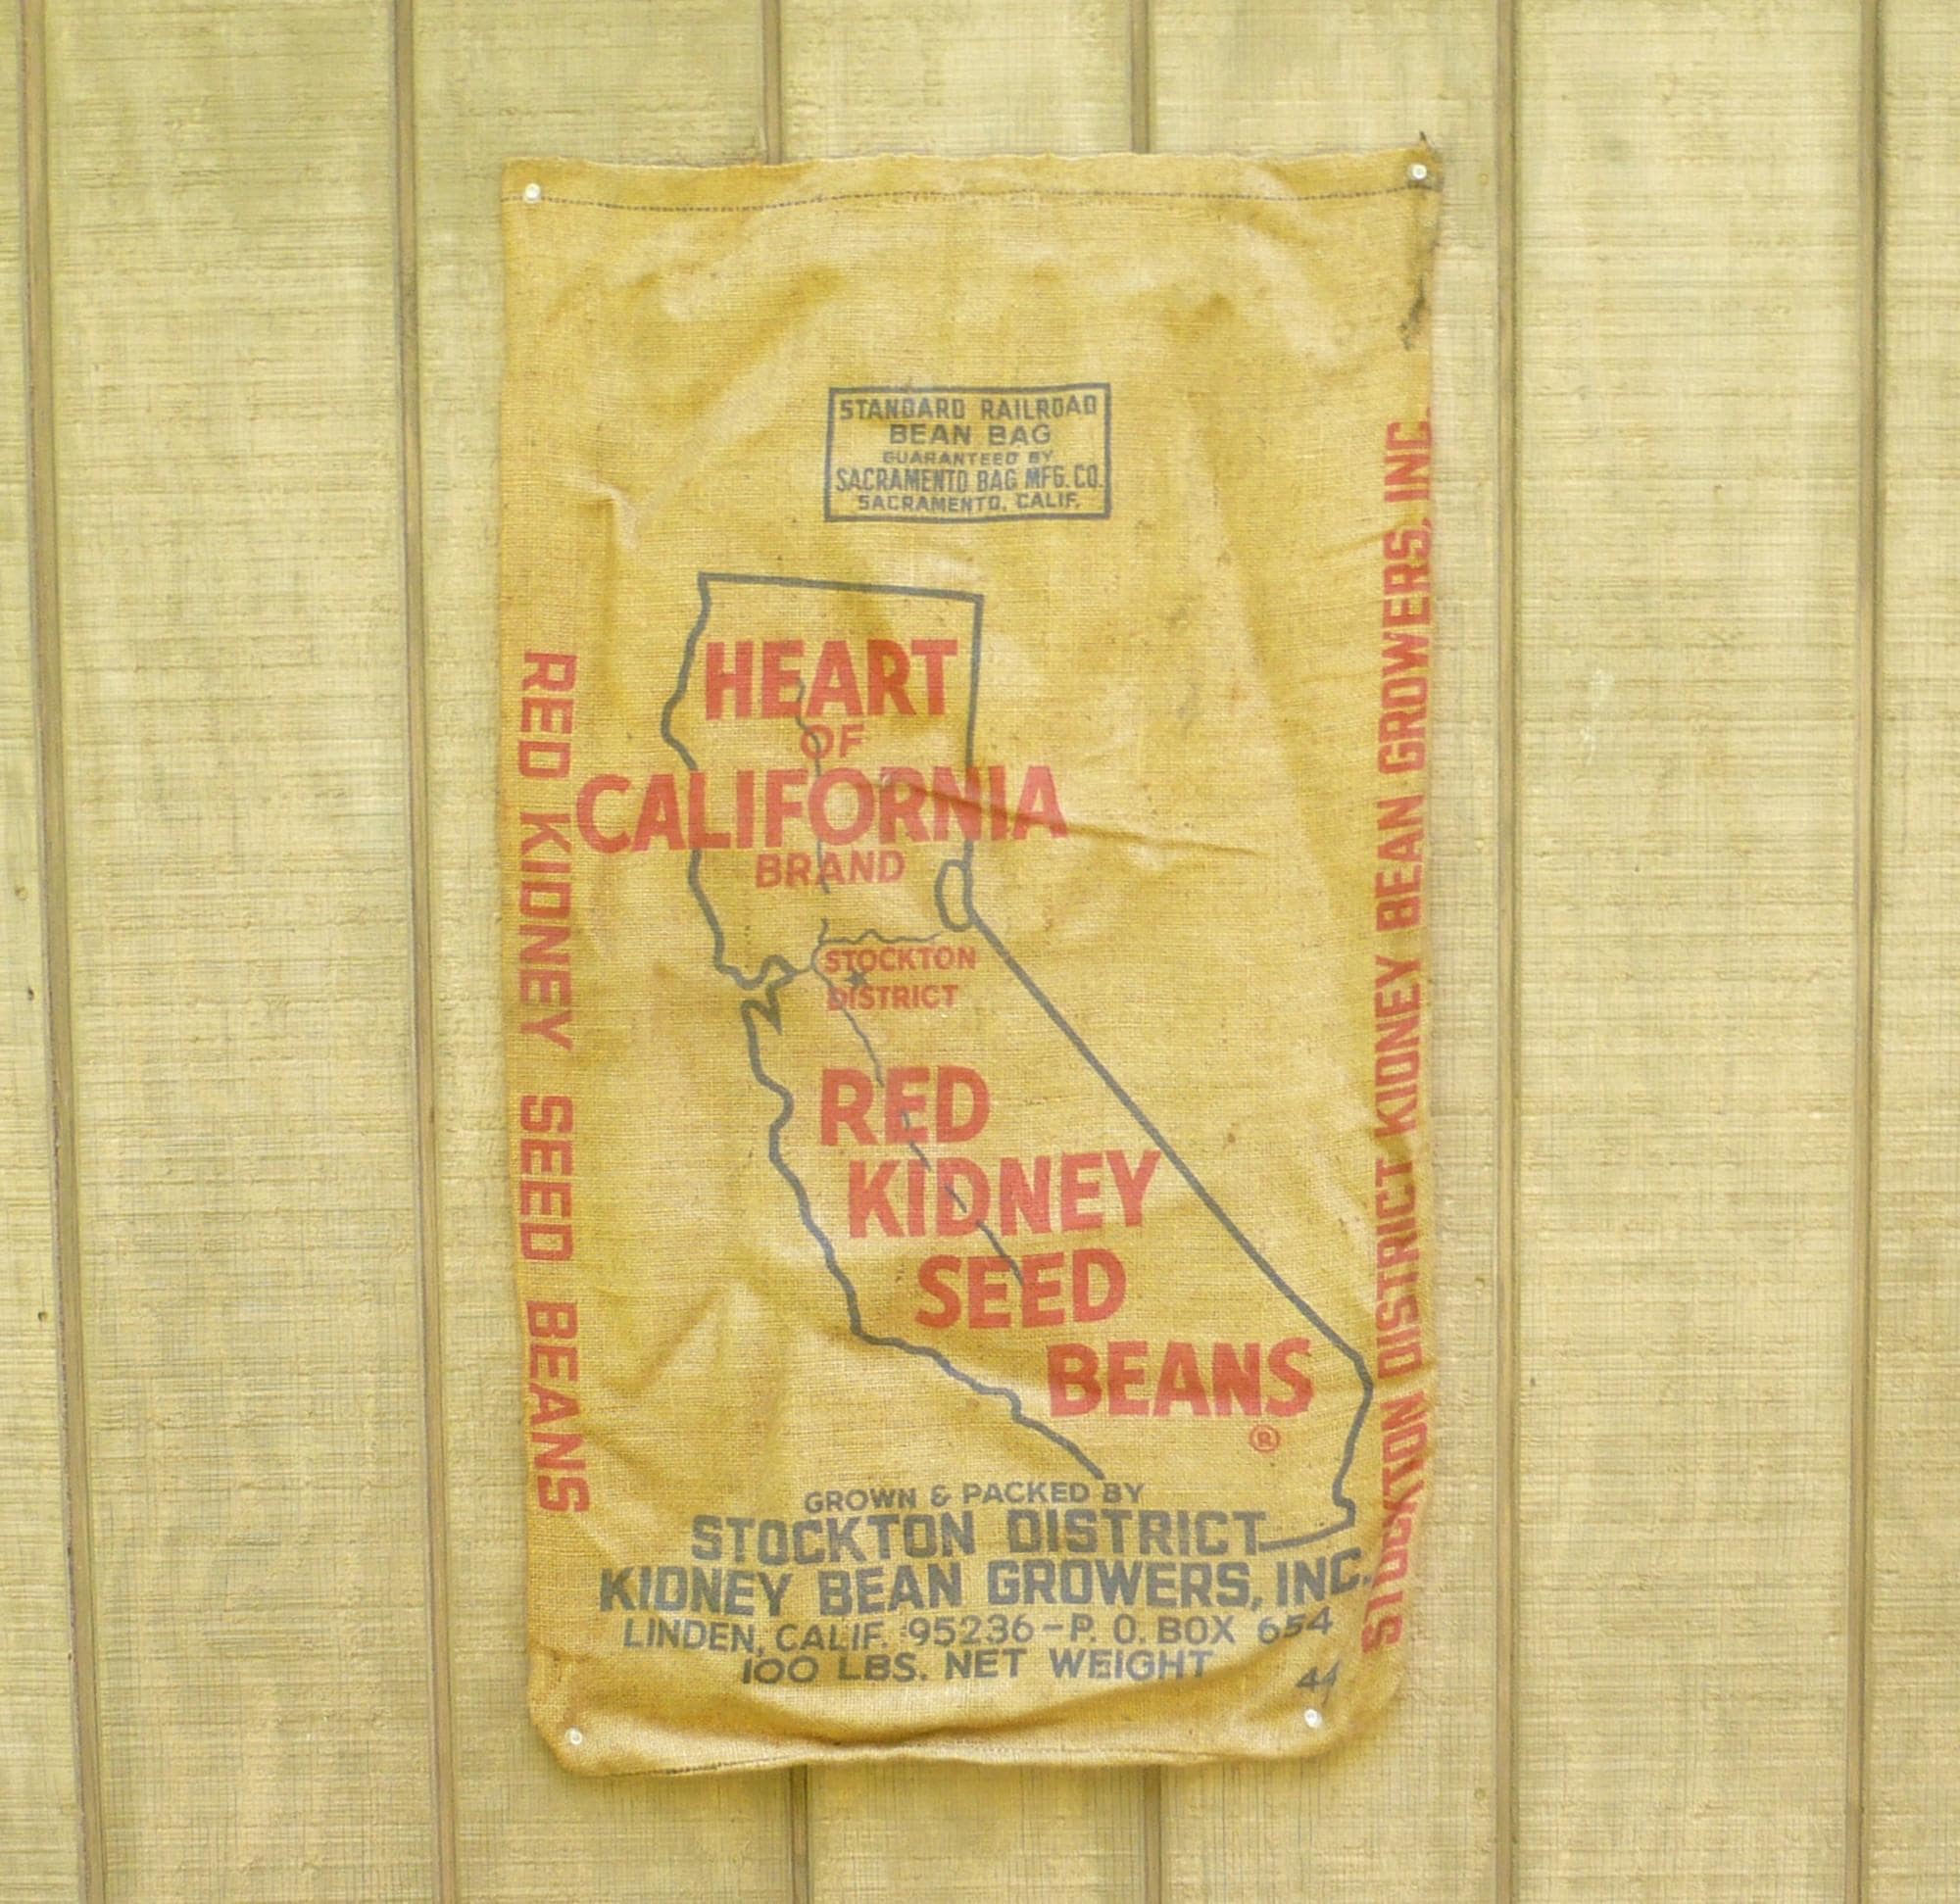 STANDARD RAILROAD
BEAN BAG
GUARANTEED BY
SACRAMENTO BAG MFG. CO.
SACRAMENTO, CALIF.
HEART
OF
CALIFORNIA
BRAND
STOCKTON
DISTRICT
RED
KIDNEY
SEED
BEANS
®
GROWN & PACKED BY
STOCKTON DISTRICT
KIDNEY BEAN GROWERS, INC.
LINDEN, CALIF. 95236-P. O. BOX 654
100 LBS. NET WEIGHT
44
RED KIDNEY SEED BEANS
STOCKTON DISTRICT KIDNEY BEAN GROWERS, INC.